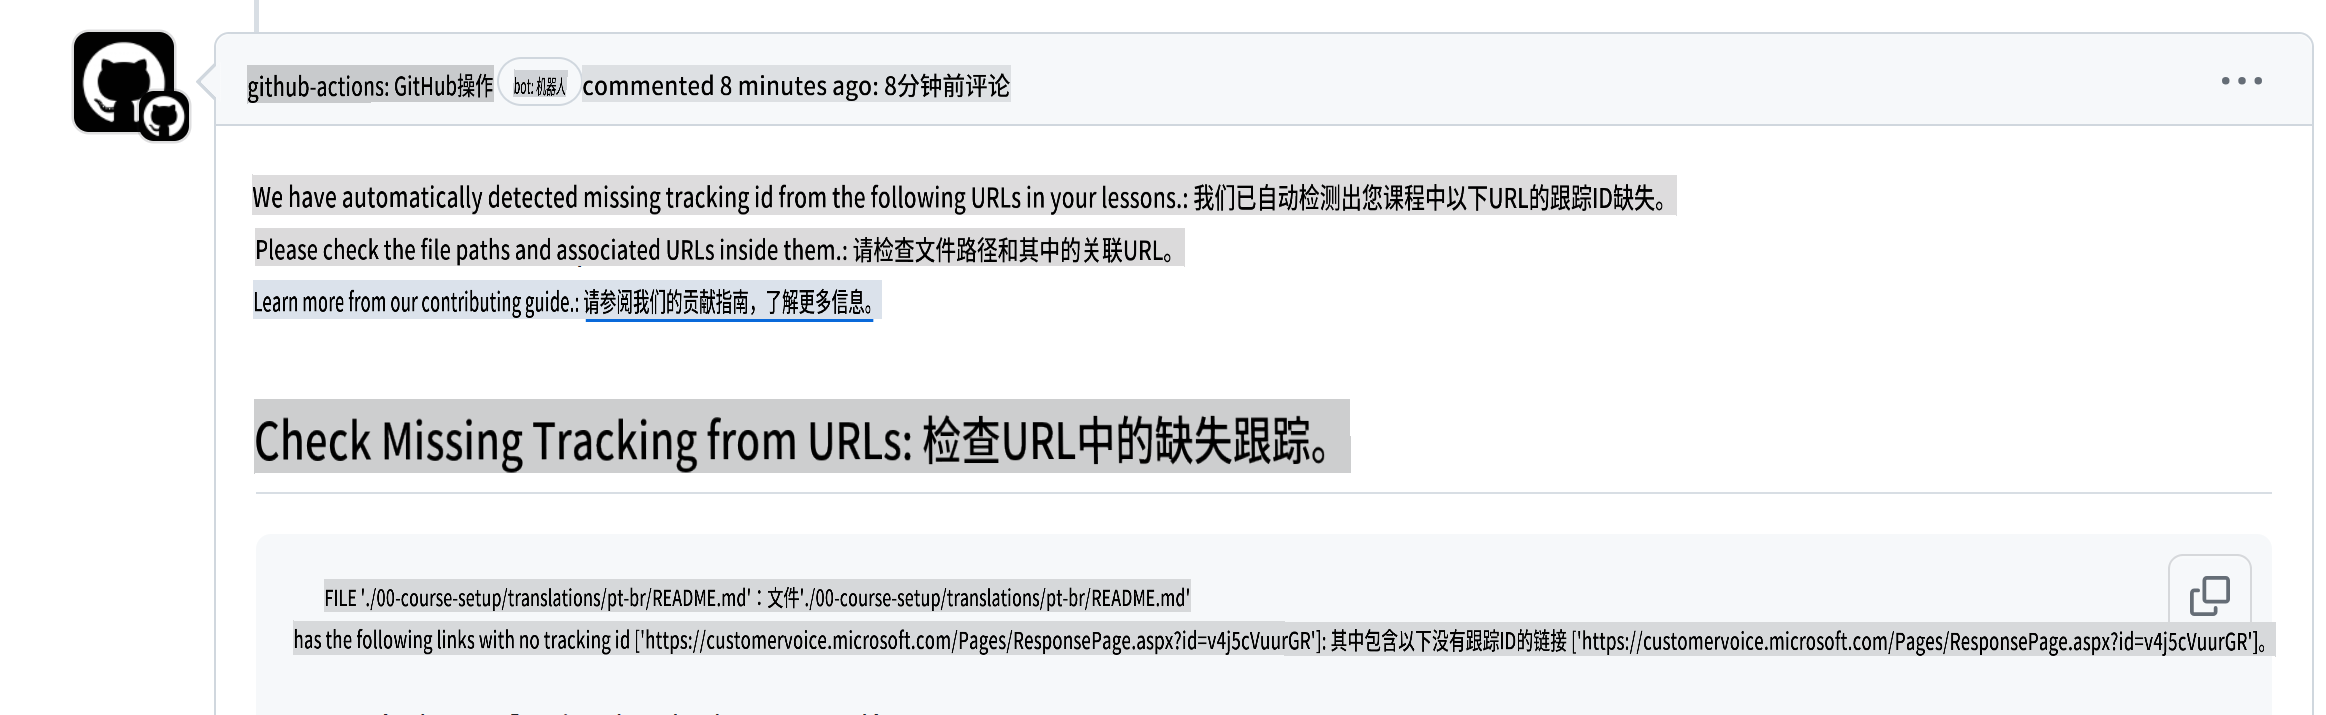 github-actions: GitHub操作 bot: 机器人 commented 8 minutes ago: 8分钟前评论
We have automatically detected missing tracking id from the following URLs in your lessons.: 我们已自动检测出您课程中以下URL的跟踪ID缺失。
Please check the file paths and associated URLs inside them.: 请检查文件路径和其中的关联URL。
Learn more from our contributing guide.: 请参阅我们的贡献指南，了解更多信息。
Check Missing Tracking from URLs: 检查URL中的缺失跟踪。
FILE './00-course-setup/translations/pt-br/README.md'：文件'./00-course-setup/translations/pt-br/README.md'
has the following links with no tracking id ['https://customervoice.microsoft.com/Pages/ResponsePage.aspx?id=v4j5cVuurGR']: 其中包含以下没有跟踪ID的链接 ['https://customervoice.microsoft.com/Pages/ResponsePage.aspx?id=v4j5cVuurGR']。